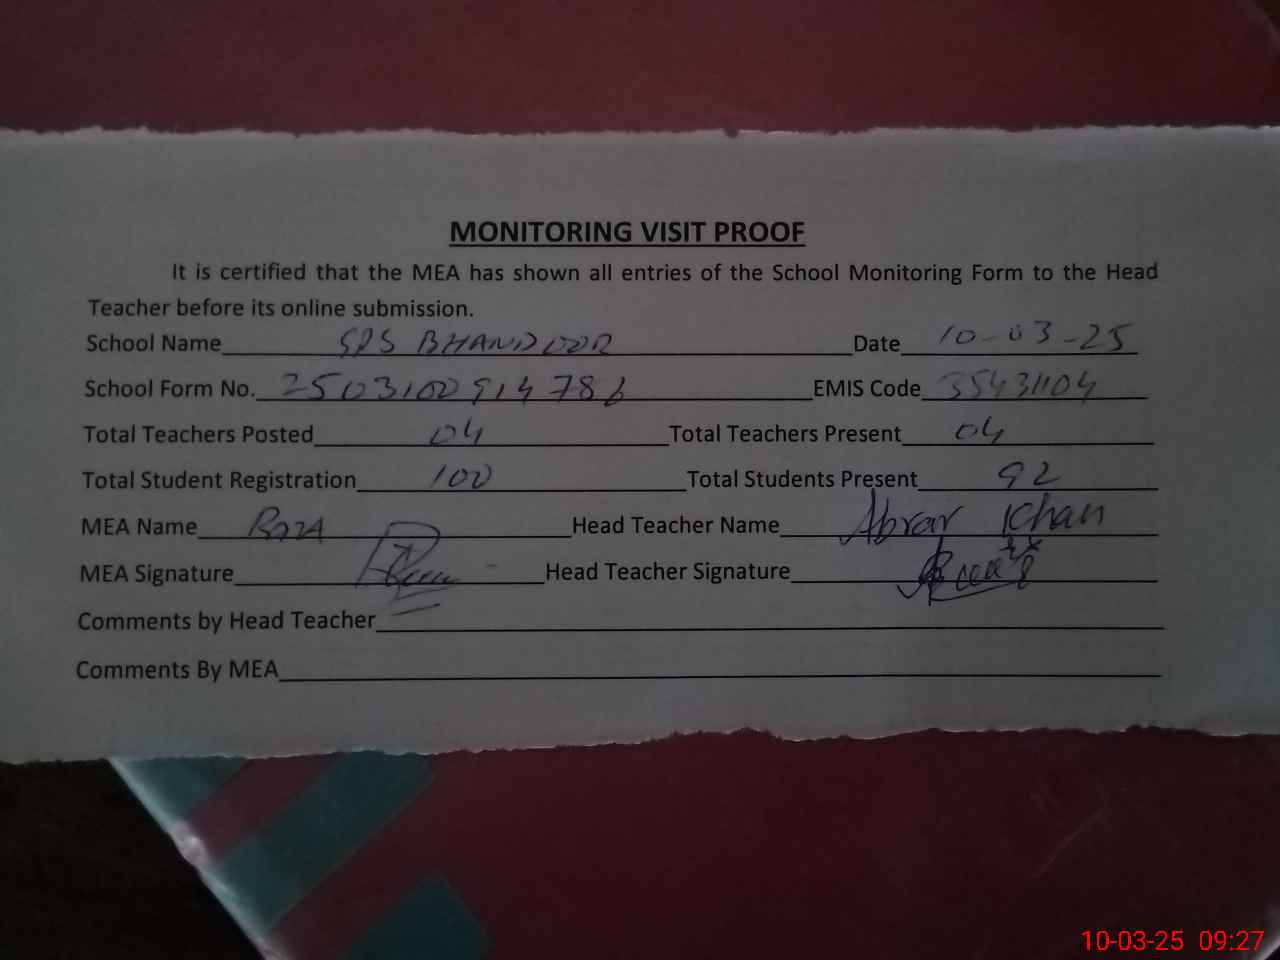 MONITORING VISIT PROOF
It is certified that the MEA has shown all entries of the School Monitoring Form to the Head
Teacher before its online submission.
School Name SPS BHANDOOR Date 10-03-25
School Form No. 2503100914786 EMIS Code 35431104
Total Teachers Posted 04 Total Teachers Present 04
Total Student Registration 100 Total Students Present 92
MEA Name Head Teacher Name Abrar Khan
MEA Signature Head Teacher Signature
Comments by Head Teacher
Comments By MEA
10-03-25 09:27